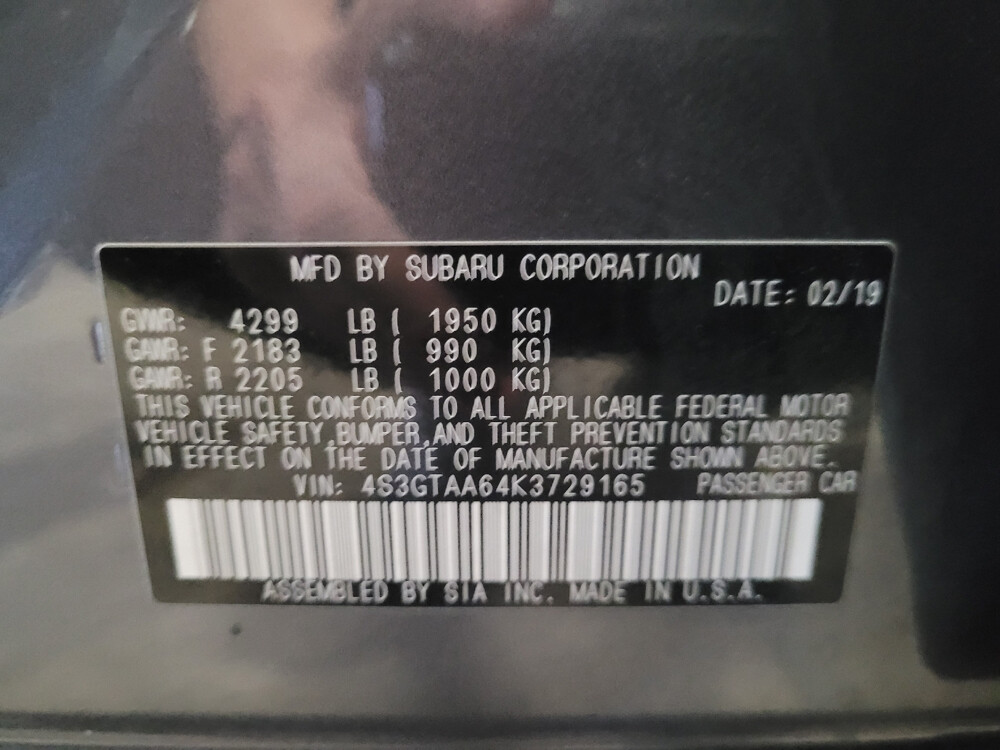 MFD BY SUBARU CORPORATION
DATE: 02/19
GVWR: 4299 LB ( 1950 KG)
GAWR: F 2183 LB ( 990 KG)
GAWR: R 2205 LB ( 1000 KG)
THIS VEHICLE CONFORMS TO ALL APPLICABLE FEDERAL MOTOR
VEHICLE SAFETY,BUMPER,AND THEFT PREVENTION STANDARDS
IN EFFECT ON THE DATE OF MANUFACTURE SHOWN ABOVE.
VIN: 4S3GTAA64K3729165 PASSENGER CAR
ASSEMBLED BY SIA INC. MADE IN U.S.A.